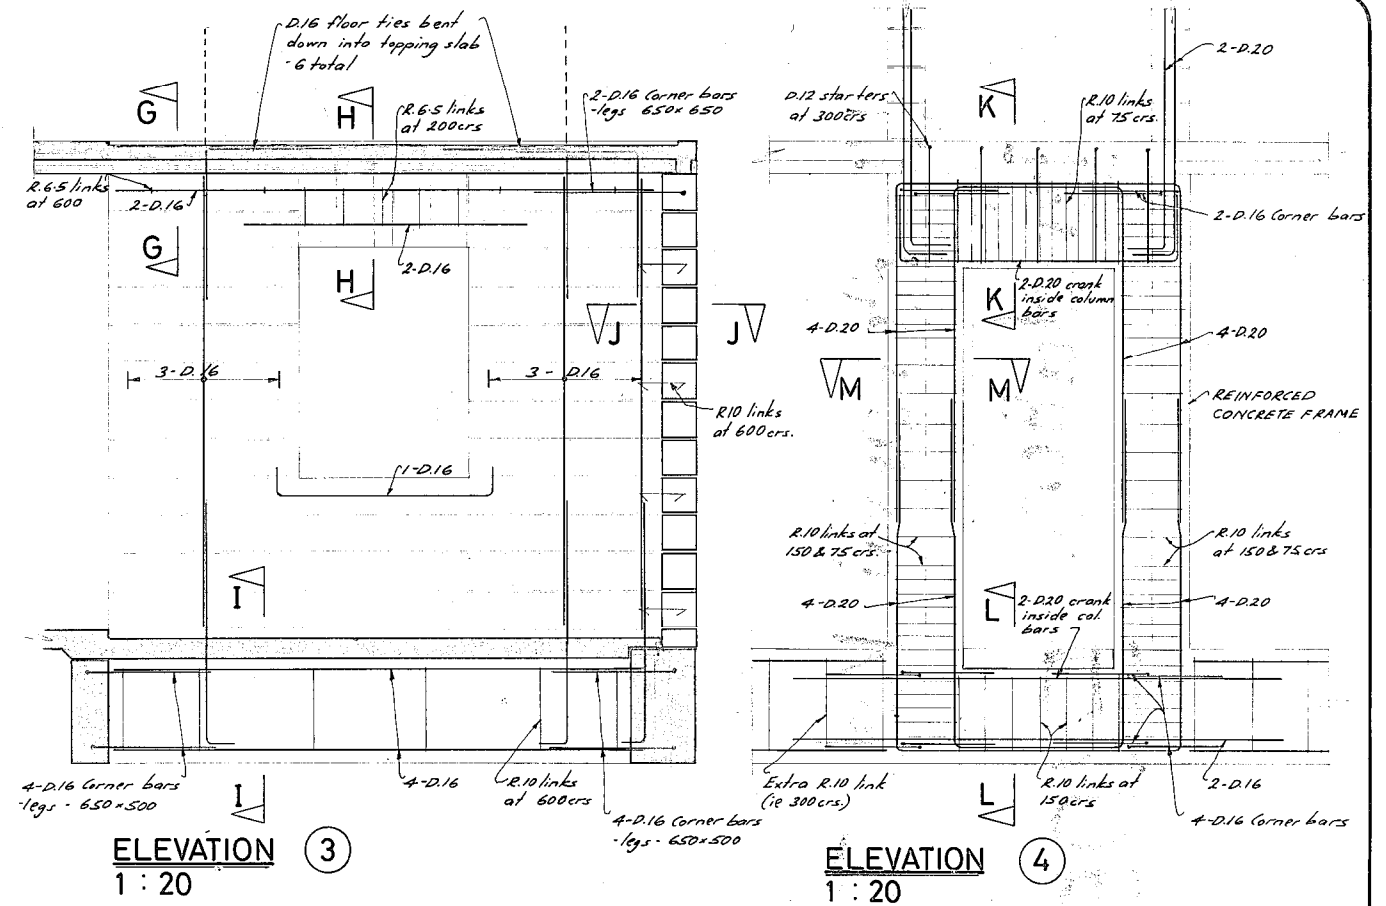 D.16 floor ties bent
down into topping slab
- 6 total
G
H
R.6.5 links
at 200crs
2-D.16 Corner bars
-legs 650x650
R.6.5 links
at 600
2-D.16
G
H
2-D.16
J
J
3-D.16
3-D.16
R10 links
at 600crs.
1-D.16
I
4-D.16 Corner bars
-legs - 650x500
I
4-D.16
R.10 links
at 600crs
4-D.16 Corner bars
-legs - 650x500
ELEVATION 3
1 : 20
2-D.20
D.12 starters
at 300crs
K
R.10 links
at 75 crs.
2-D.16 Corner bars
K
2-D.20 crank
inside column
bars
4-D.20
4-D.20
M
M
REINFORCED
CONCRETE FRAME
R.10 links at
150 & 75 crs.
R.10 links
at 150 & 75 crs
4-D.20
L
2-D.20 crank
inside col.
bars
4-D.20
Extra R.10 link
(ie 300crs.)
L
R.10 links at
150crs
2-D.16
4-D.16 Corner bars
ELEVATION 4
1 : 20